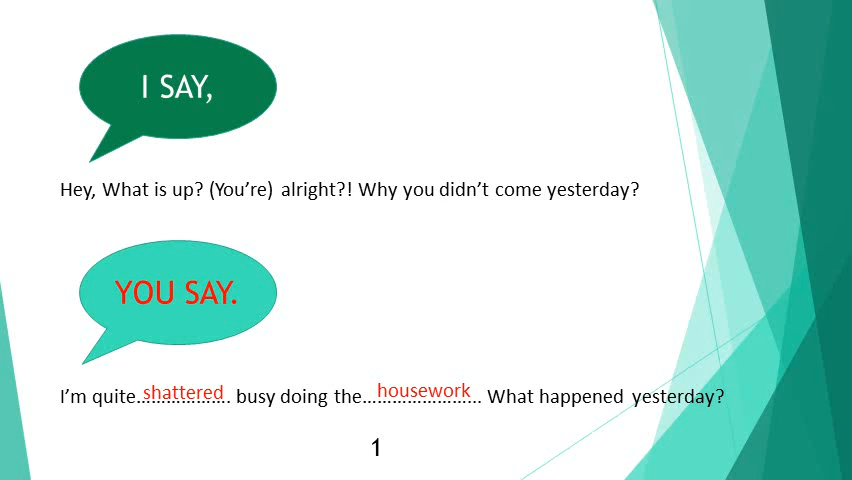 I SAY,
Hey, What is up? (You’re) alright?! Why you didn’t come yesterday?
YOU SAY.
I’m quite..shattered.. busy doing the...housework... What happened yesterday?
1